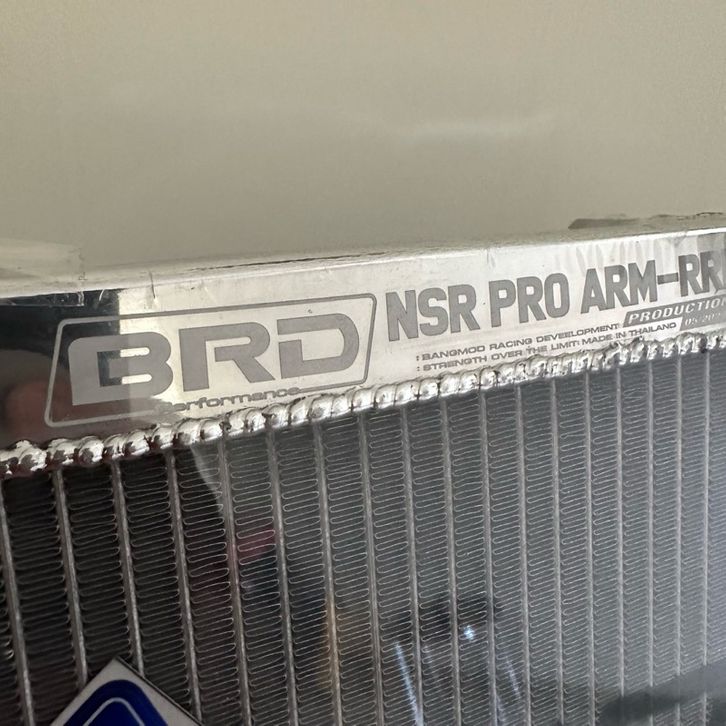 BRD
Performance
NSR PRO ARM-RR
: BANGMOD RACING DEVEELOPMENT
: STRENGTH OVER THE LIMIT: MADE IN THAILAND
PRODUCTION